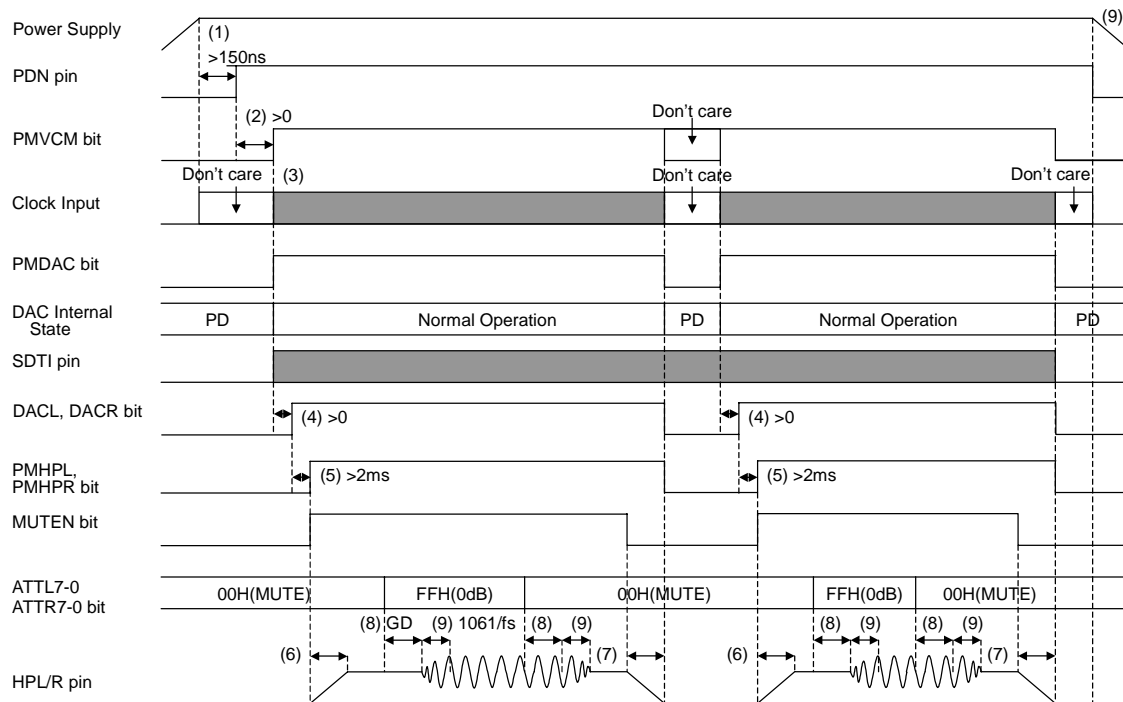 Power Supply
(1)
(9)
>150ns
PDN pin
(2) >0
Don't care
PMVCM bit
Don't care
(3)
Don't care
Don't care
Clock Input
PMDAC bit
DAC Internal
State
PD
Normal Operation
PD
Normal Operation
PD
SDTI pin
DACL, DACR bit
(4) >0
(4) >0
PMHPL,
PMHPR bit
(5) >2ms
(5) >2ms
MUTEN bit
ATTL7-0
ATTR7-0 bit
00H(MUTE)
FFH(0dB)
00H(MUTE)
FFH(0dB)
00H(MUTE)
(8) GD
(9) 1061/fs
(8)
(9)
(8)
(9)
(8)
(9)
(6)
(7)
(6)
(7)
HPL/R pin